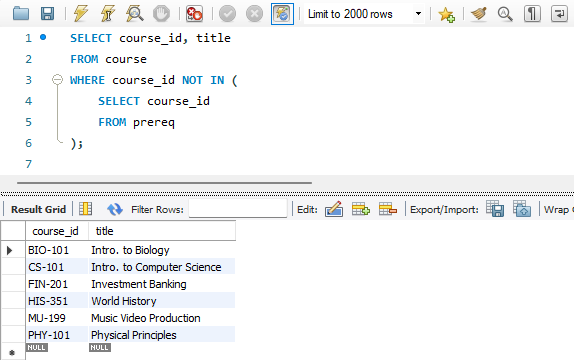 Limit to 2000 rows
1 SELECT course_id, title
2 FROM course
3 WHERE course_id NOT IN (
4 SELECT course_id
5 FROM prereq
6 );
7
Result Grid Filter Rows: Edit: Export/Import: Wrap C
course_id title
BIO-101 Intro. to Biology
CS-101 Intro. to Computer Science
FIN-201 Investment Banking
HIS-351 World History
MU-199 Music Video Production
PHY-101 Physical Principles
NULL NULL